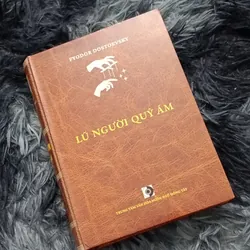 FYODOR DOSTOEVSKY
LŨ NGƯỜI QUỶ ÁM